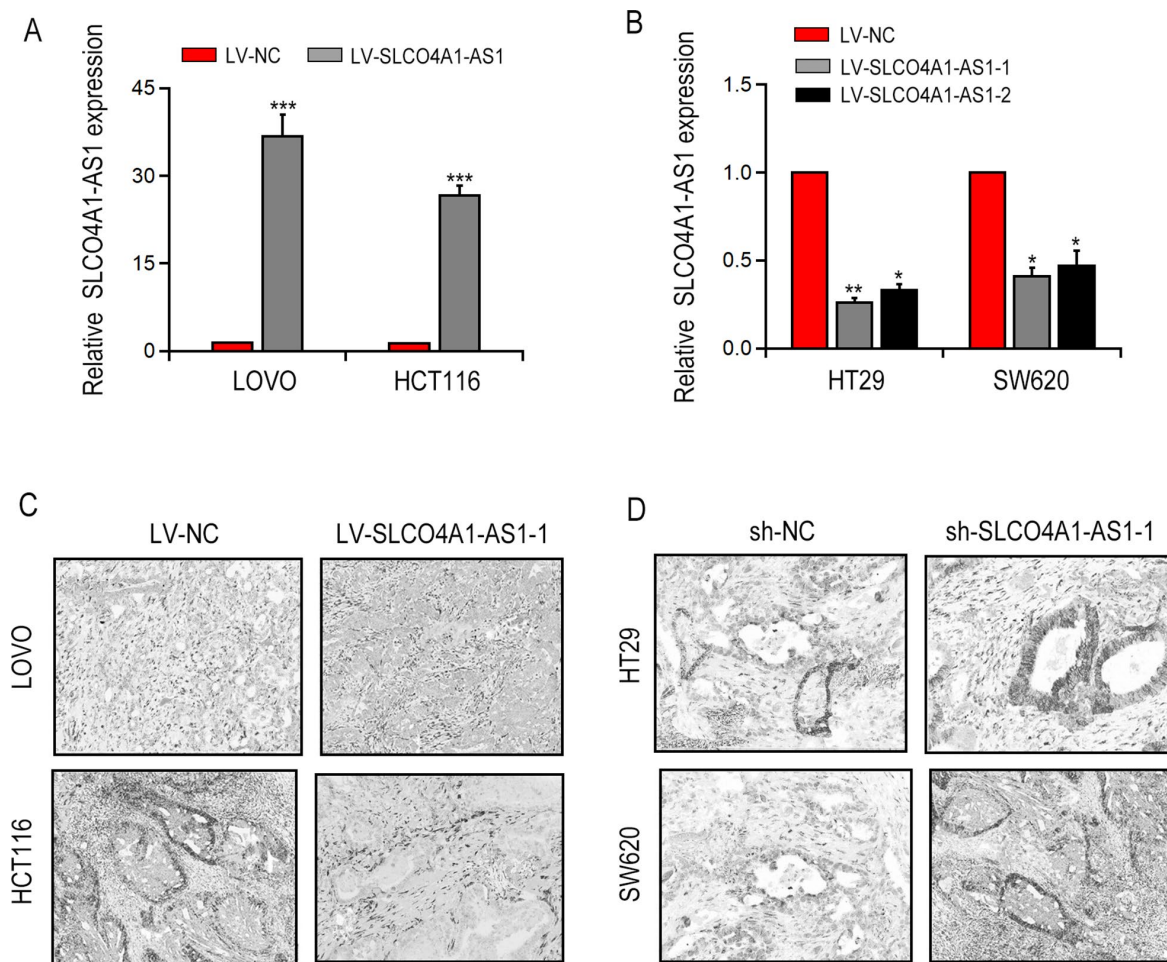 A
LV-NC LV-SLCO4A1-AS1
Relative SLCO4A1-AS1 expression
45
30
15
0
***
***
LOVO HCT116
B
LV-NC
LV-SLCO4A1-AS1-1
LV-SLCO4A1-AS1-2
Relative SLCO4A1-AS1 expression
1.5
1.0
0.5
0.0
** * * *
HT29 SW620
C
LV-NC LV-SLCO4A1-AS1-1
LOVO
HCT116
D
sh-NC sh-SLCO4A1-AS1-1
HT29
SW620